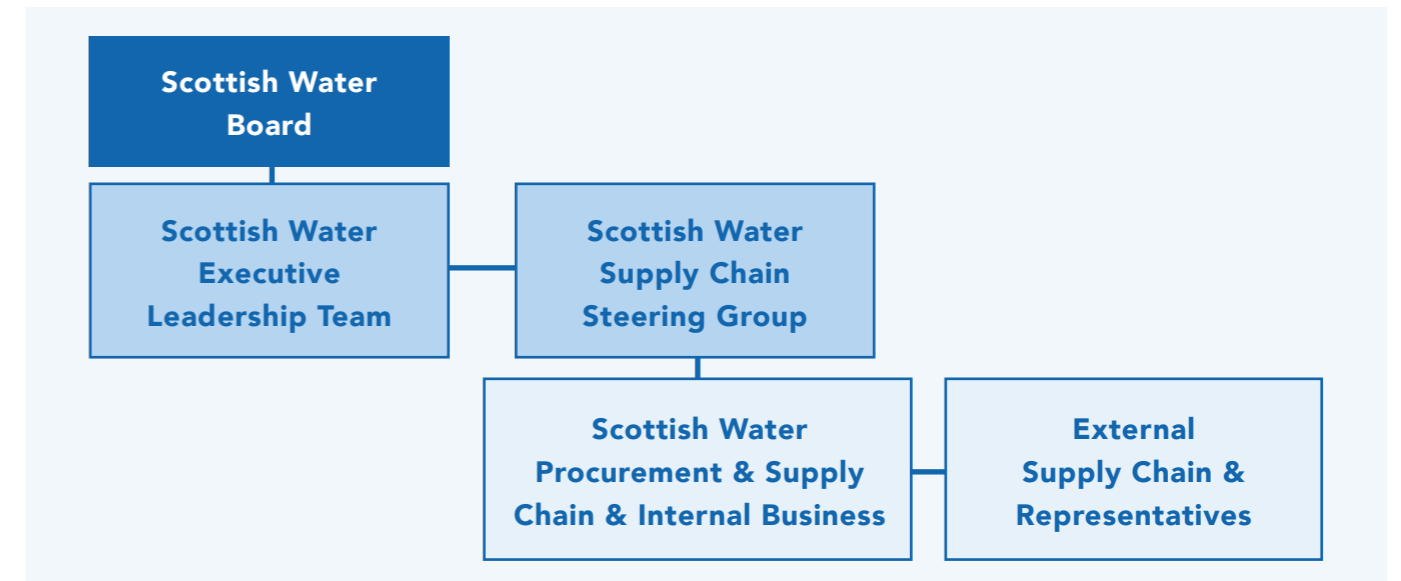 Scottish Water
Board
Scottish Water
Executive
Leadership Team
Scottish Water
Supply Chain
Steering Group
Scottish Water
Procurement & Supply
Chain & Internal Business
External
Supply Chain &
Representatives